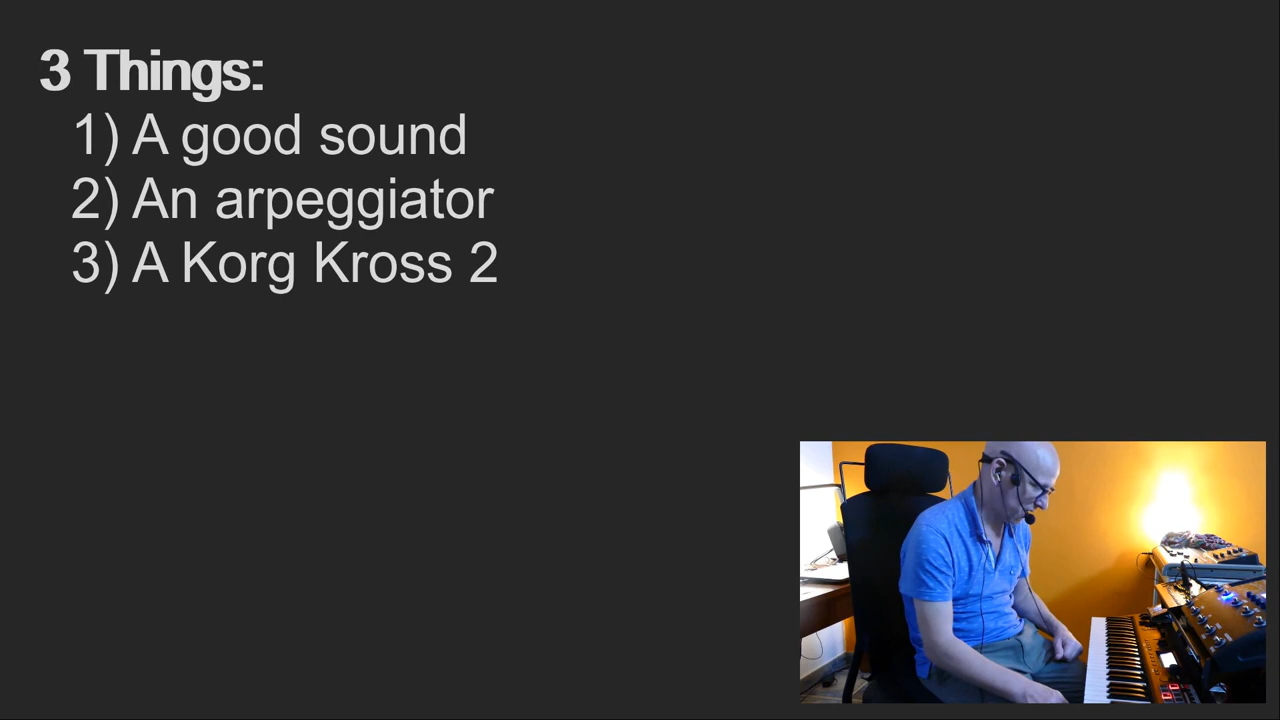 3 Things:
1) A good sound
2) An arpeggiator
3) A Korg Kross 2